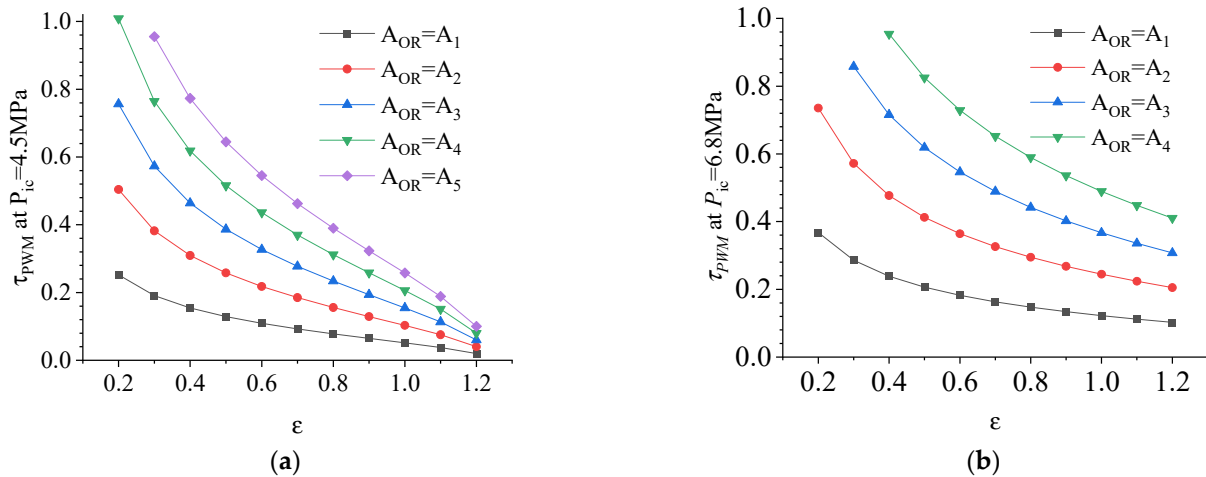 1.0
0.8
0.6
0.4
0.2
0.0
τPWM at Pic=4.5MPa
AOR=A1
AOR=A2
AOR=A3
AOR=A4
AOR=A5
0.2 0.4 0.6 0.8 1.0 1.2
ε
(a)
1.0
0.8
0.6
0.4
0.2
0.0
τPWM at Pic=6.8MPa
AOR=A1
AOR=A2
AOR=A3
AOR=A4
0.2 0.4 0.6 0.8 1.0 1.2
ε
(b)